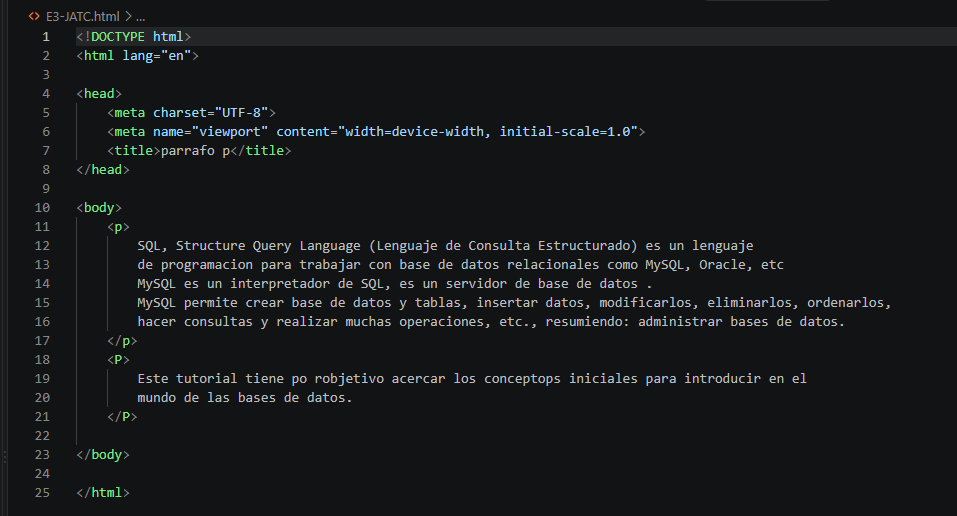 E3-JATC.html > ...
1 <!DOCTYPE html>
2 <html lang="en">
3
4 <head>
5 <meta charset="UTF-8">
6 <meta name="viewport" content="width=device-width, initial-scale=1.0">
7 <title>parrafo p</title>
8 </head>
9
10 <body>
11 <p>
12 SQL, Structure Query Language (Lenguaje de Consulta Estructurado) es un lenguaje
13 de programacion para trabajar con base de datos relacionales como MySQL, Oracle, etc
14 MySQL es un interpretador de SQL, es un servidor de base de datos .
15 MySQL permite crear base de datos y tablas, insertar datos, modificarlos, eliminarlos, ordenarlos,
16 hacer consultas y realizar muchas operaciones, etc., resumiendo: administrar bases de datos.
17 </p>
18 <P>
19 Este tutorial tiene po robjetivo acercar los conceptops iniciales para introducir en el
20 mundo de las bases de datos.
21 </P>
22
23 </body>
24
25 </html>